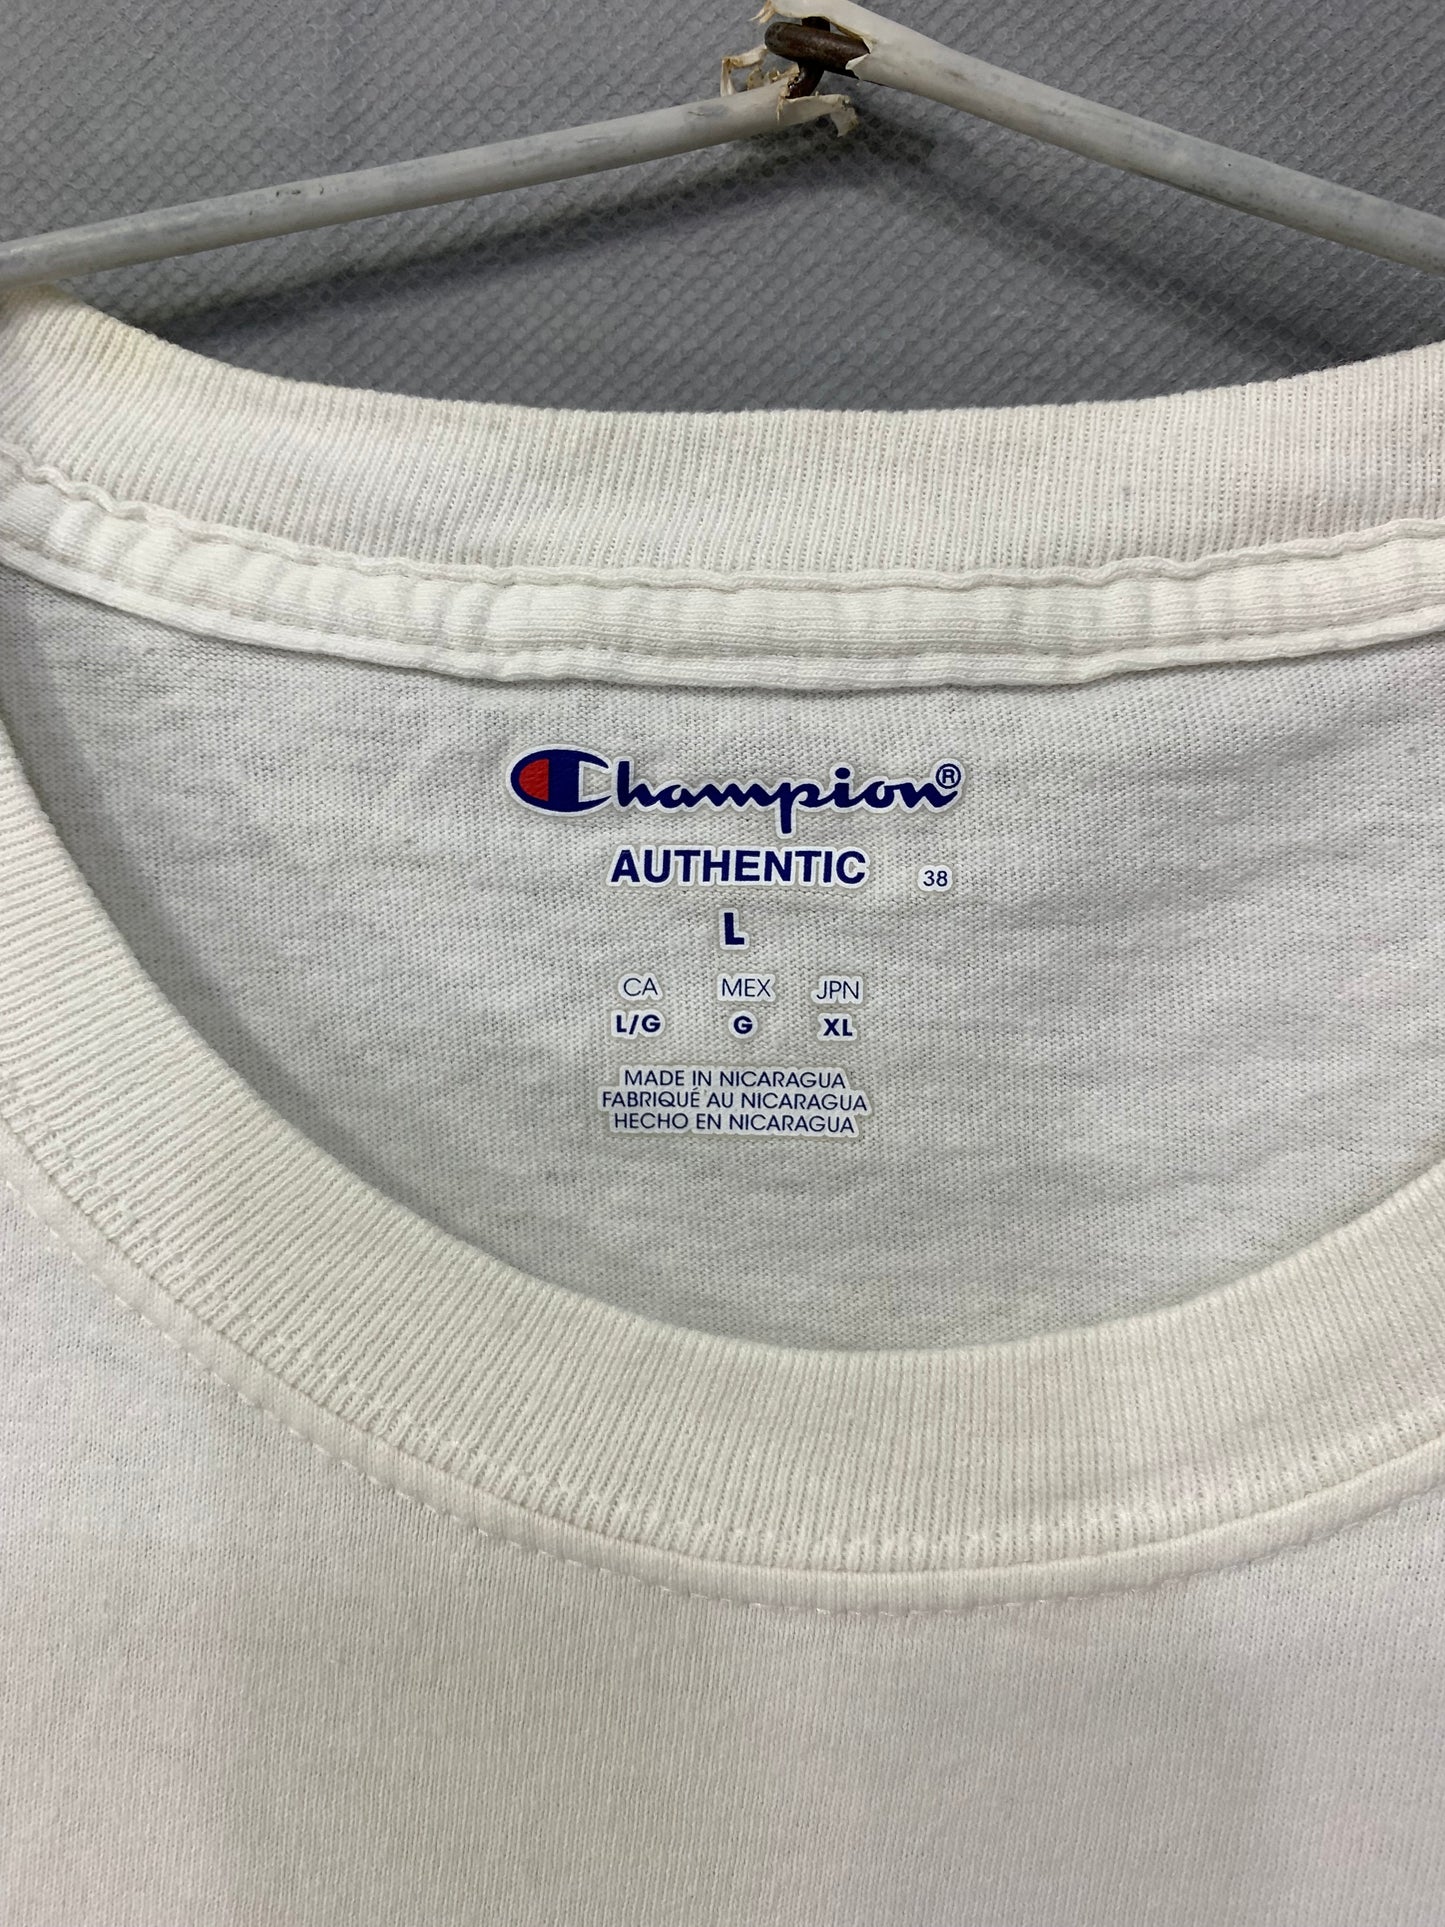 Champion®
AUTHENTIC 38
L
CA MEX JPN
L/G G XL
MADE IN NICARAGUA
FABRIQUÉ AU NICARAGUA
HECHO EN NICARAGUA